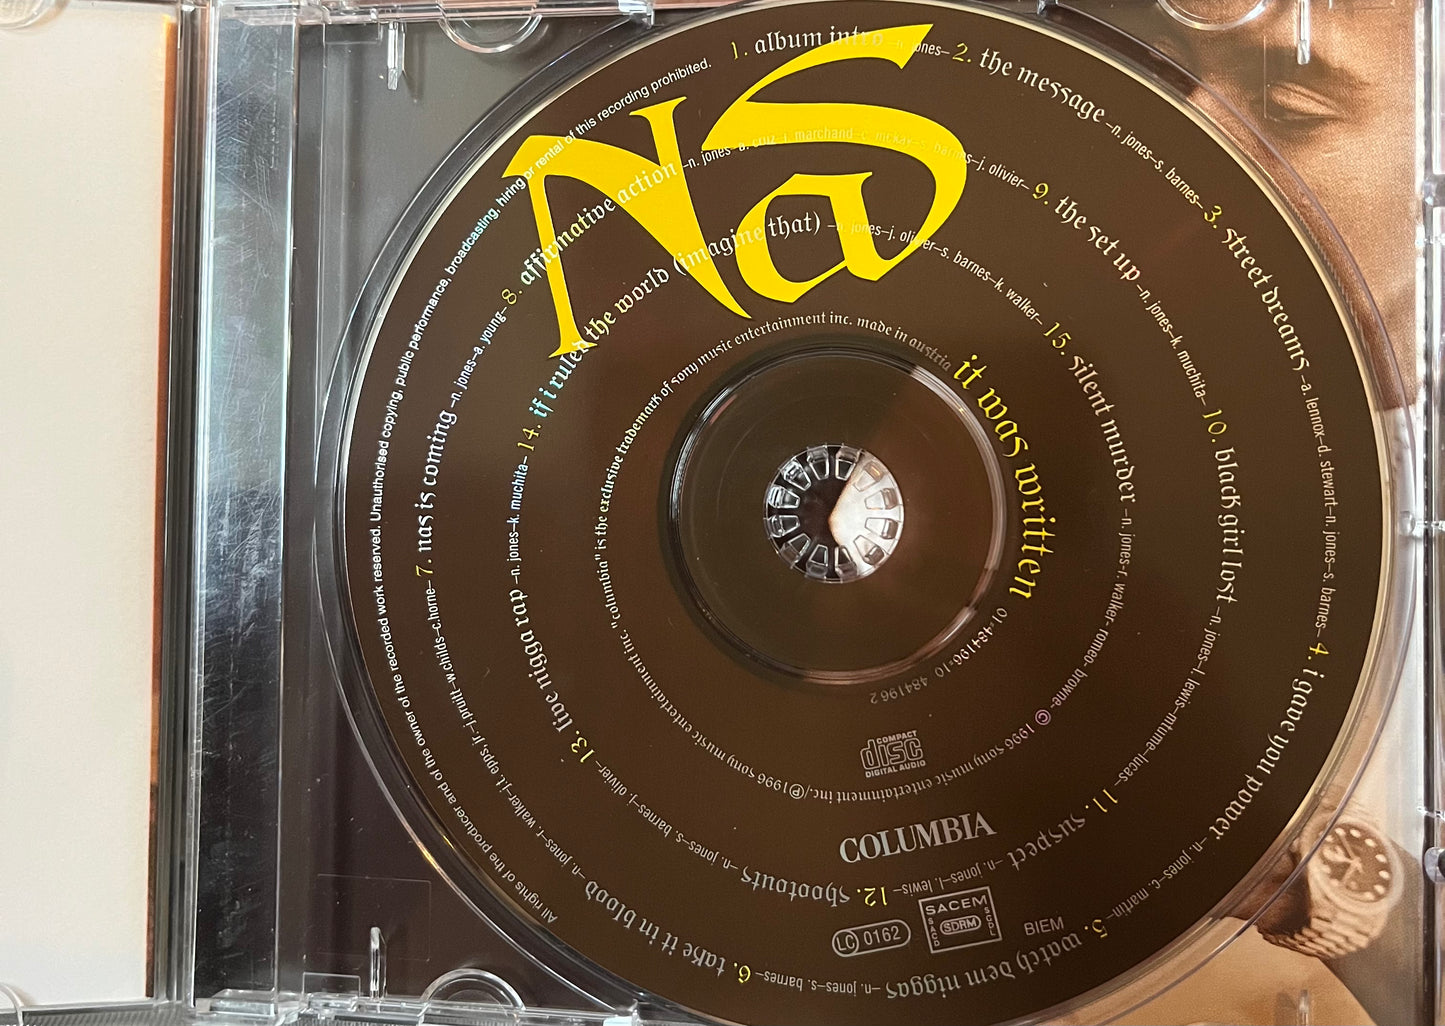 Nas
it was written
1. album intro –n. jones– 2. the message –n. jones–s. barnes– 3. street dreams –a. lennox–d. stewart–n. jones–s. barnes– 4. i gave you power –n. jones–c. martin– 5. watch dem niggas –n. jones–s. barnes– 6. take it in blood –n. jones–r. walker–j.t. epps, jr.–j.pruitt–w.childs–c.horne– 7. nas is coming –n. jones–a. young– 8. affirmative action –n. jones–a. cruz–i. marchand–c. mckay–s. barnes–j. olivier– 9. the set up –n. jones–k. muchita– 10. black girl lost –n. jones–l. lewis–mtume–lucas– 11. suspect –n. jones–l. lewis– 12. shootouts –n. jones–s. barnes–j. olivier– 13. live nigga rap –n. jones–k. muchita– 14. if i ruled the world (imagine that) –n. jones–j. olivier–s. barnes–k. walker– 15. silent murder –n. jones–r. walker–romeo–browne–
© 1996 sony music entertainment inc./℗ 1996 sony music entertainment inc. "columbia" is the exclusive trademark of sony music entertainment inc. made in austria
All rights of the producer and of the owner of the recorded work reserved. Unauthorised copying, public performance, broadcasting, hiring or rental of this recording prohibited.
01-484196-10 484196 2
COMPACT
disc
DIGITAL AUDIO
COLUMBIA
LC 0162
SACEM
SACD
SDRM
SCDL
BIEM